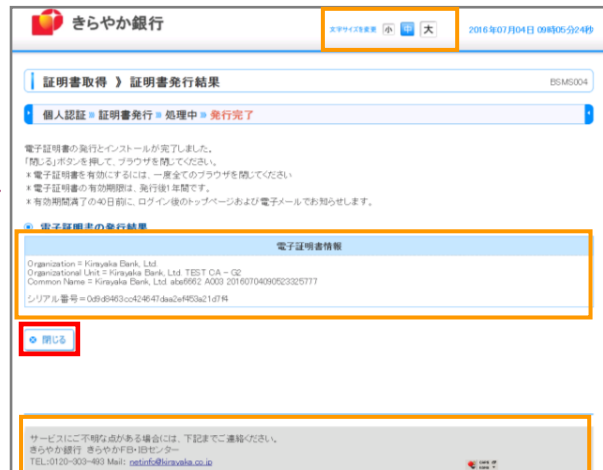 きらやか銀行
文字サイズを変更 小 中 大
2016年07月04日 09時05分24秒
証明書取得 》 証明書発行結果
BSMS004
個人認証 » 証明書発行 » 処理中 » 発行完了
電子証明書の発行とインストールが完了しました。
「閉じる」ボタンを押して、ブラウザを閉じてください。
*電子証明書を有効にするには、一度全てのブラウザを閉じてください
*電子証明書の有効期限は、発行後1年間です。
*有効期間満了の40日前に、ログイン後のトップページおよび電子メールでお知らせします。
電子証明書の発行結果
電子証明書情報
Organization = Kirayaka Bank, Ltd.
Organizational Unit = Kirayaka Bank, Ltd. TEST CA - G2
Common Name = Kirayaka Bank, Ltd. abs6662 A003 20160704090523325777
シリアル番号=0d9d9463cc424647daa2ef453a21d7f4
閉じる
サービスにご不明な点がある場合には、下記までご連絡ください。
きらやか銀行 きらやかFB・IBセンター
TEL:0120-303-493 Mail: netinfo@kirayaka.co.jp